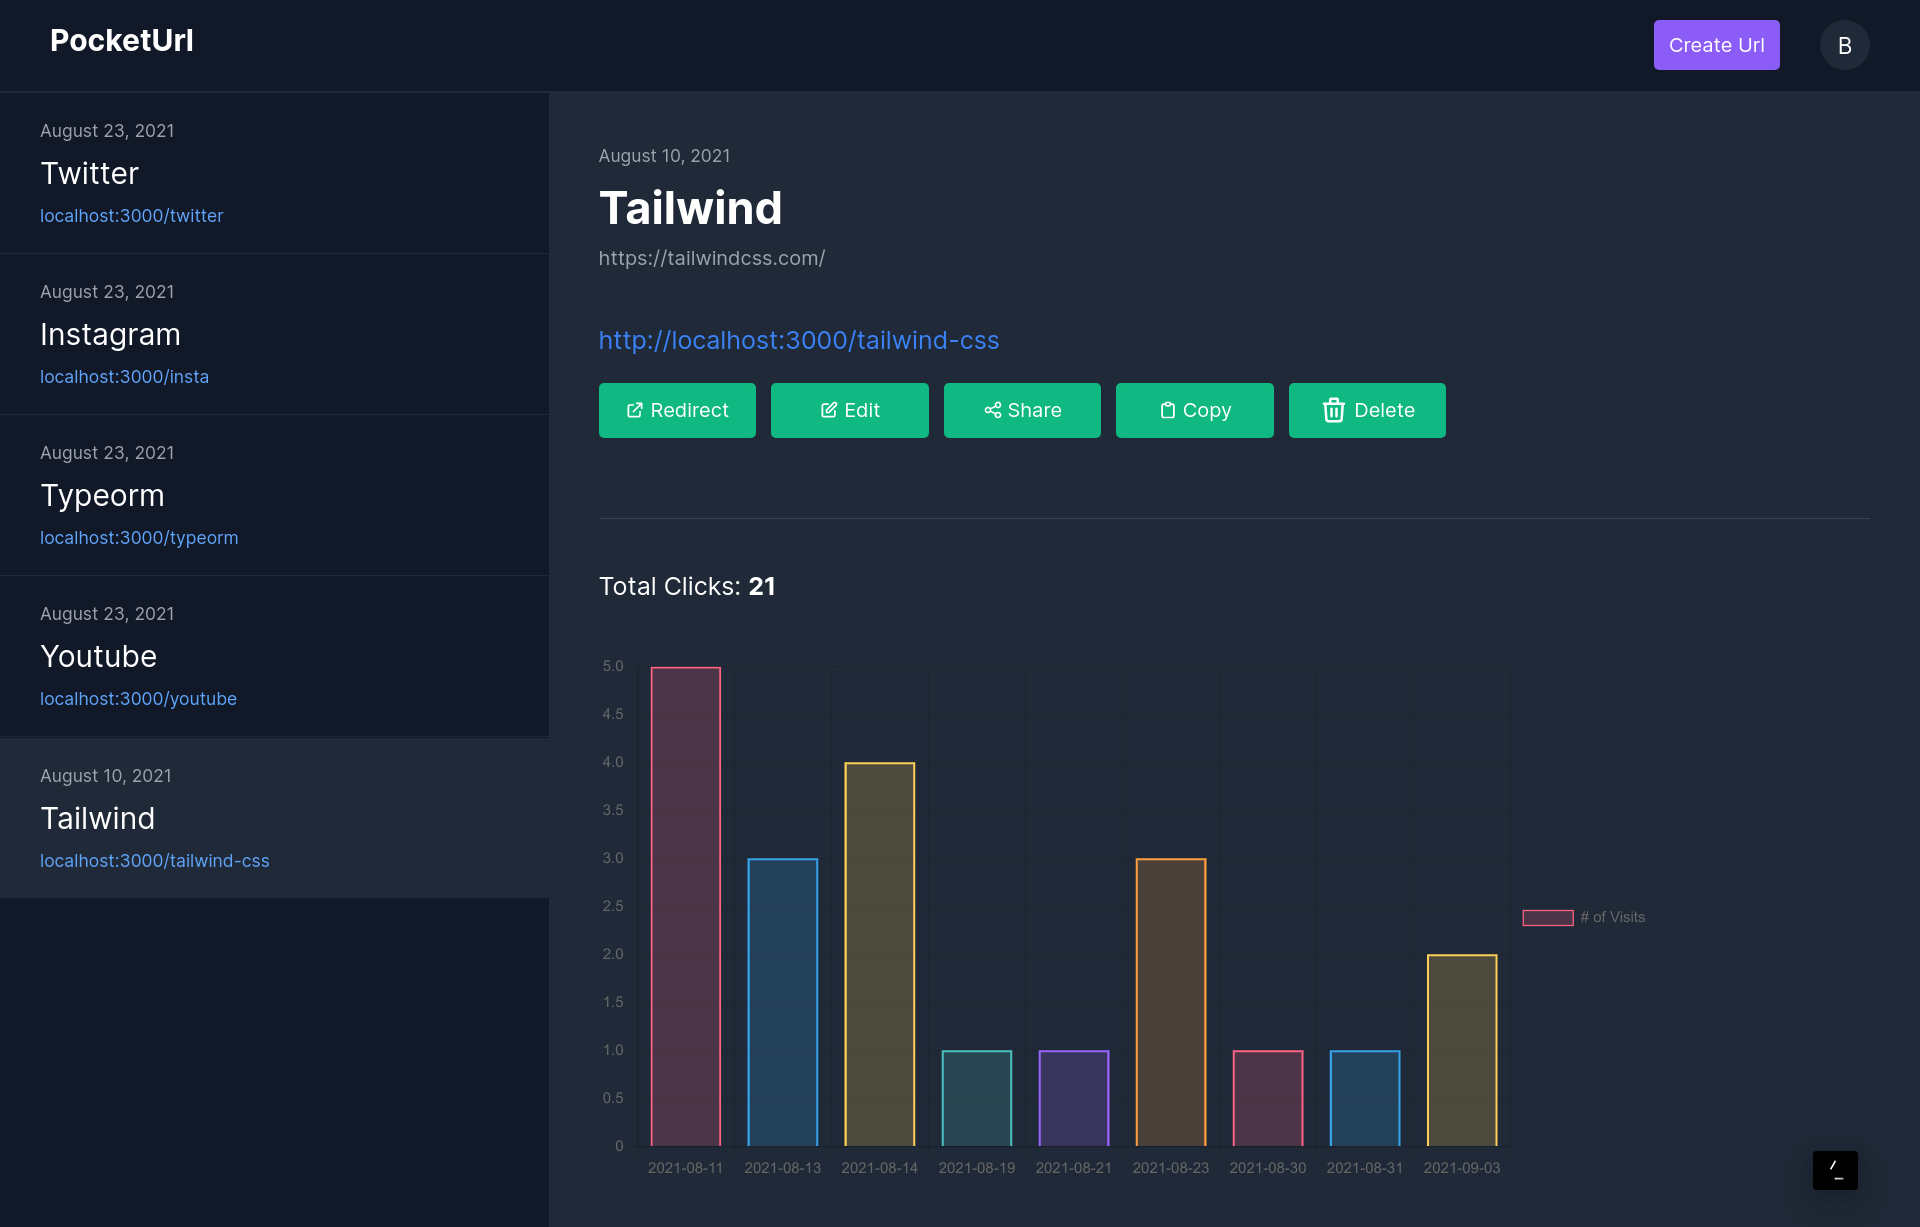 PocketUrl
Create Url
B
August 23, 2021
Twitter
localhost:3000/twitter
August 23, 2021
Instagram
localhost:3000/insta
August 23, 2021
Typeorm
localhost:3000/typeorm
August 23, 2021
Youtube
localhost:3000/youtube
August 10, 2021
Tailwind
localhost:3000/tailwind-css
August 10, 2021
Tailwind
https://tailwindcss.com/
http://localhost:3000/tailwind-css
Redirect
Edit
Share
Copy
Delete
Total Clicks: 21
5.0
4.5
4.0
3.5
3.0
2.5
2.0
1.5
1.0
0.5
0
2021-08-11 2021-08-13 2021-08-14 2021-08-19 2021-08-21 2021-08-23 2021-08-30 2021-08-31 2021-09-03
# of Visits
/_